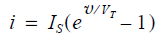 i = I_S(e^{υ/V_T} − 1)